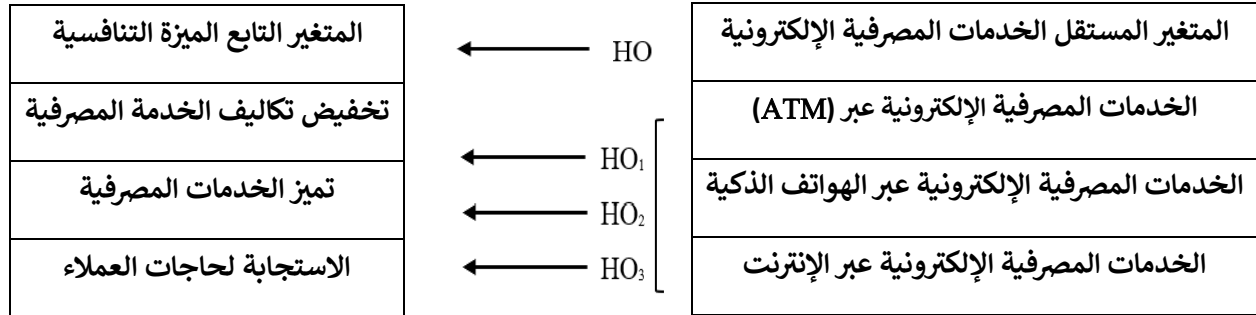 المتغير المستقل الخدمات المصرفية الإلكترونية
الخدمات المصرفية الإلكترونية عبر (ATM)
الخدمات المصرفية الإلكترونية عبر الهواتف الذكية
الخدمات المصرفية الإلكترونية عبر الإنترنت
HO
HO₁
HO₂
HO₃
المتغير التابع الميزة التنافسية
تخفيض تكاليف الخدمة المصرفية
تميز الخدمات المصرفية
الاستجابة لحاجات العملاء